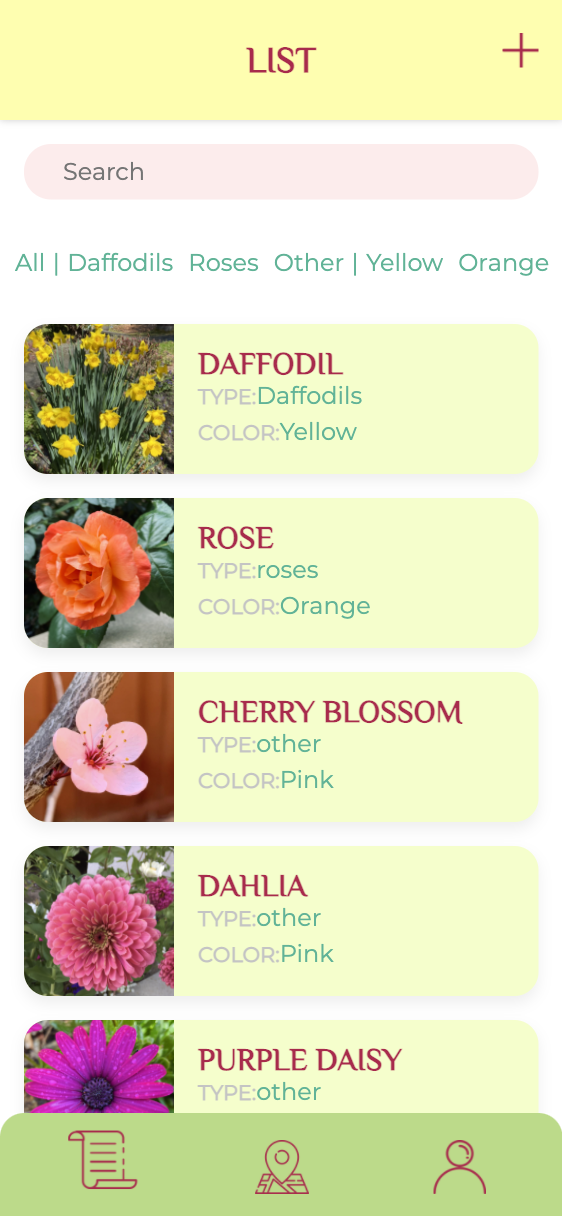 LIST
Search
All | Daffodils Roses Other | Yellow Orange
DAFFODIL
TYPE:Daffodils
COLOR:Yellow
ROSE
TYPE:roses
COLOR:Orange
CHERRY BLOSSOM
TYPE:other
COLOR:Pink
DAHLIA
TYPE:other
COLOR:Pink
PURPLE DAISY
TYPE:other